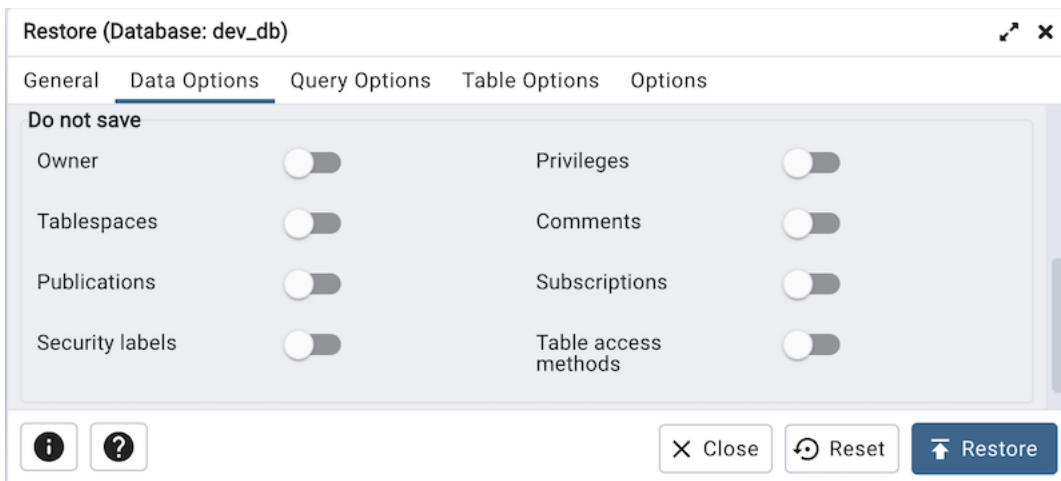 Restore (Database: dev_db)
General Data Options Query Options Table Options Options
Do not save
Owner Privileges
Tablespaces Comments
Publications Subscriptions
Security labels Table access
methods
Close Reset Restore